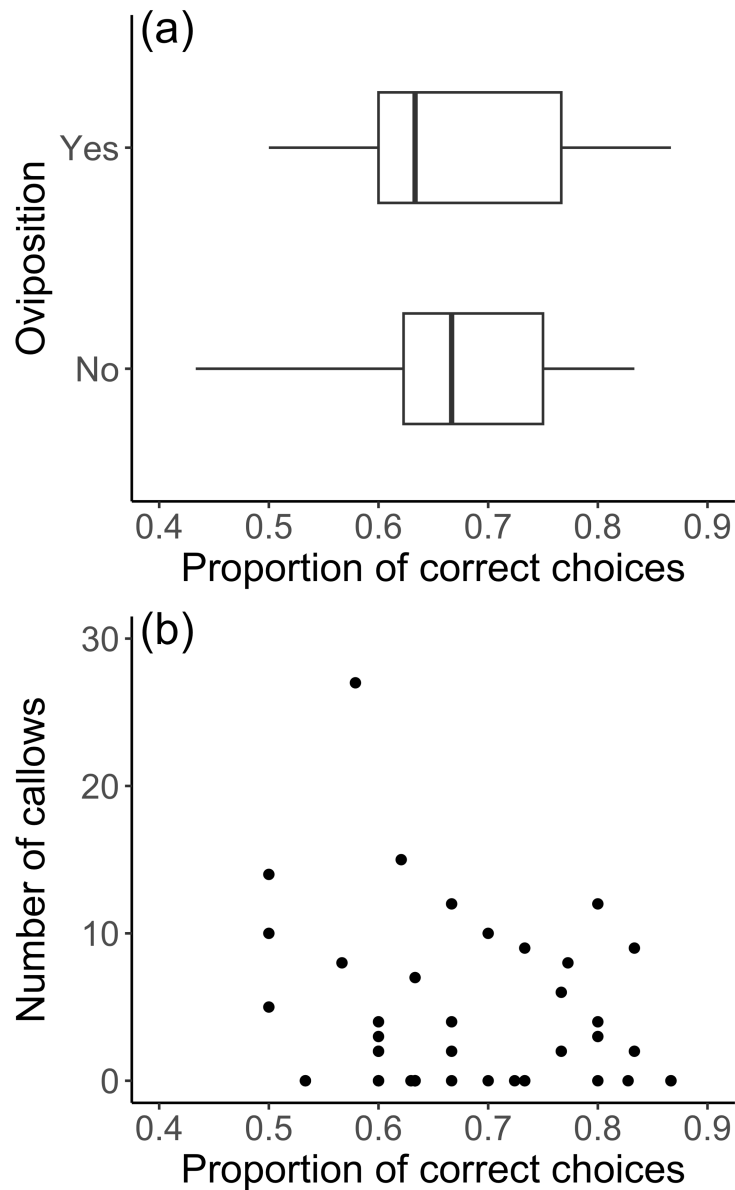 (a)
Oviposition
Yes
No
0.4 0.5 0.6 0.7 0.8 0.9
Proportion of correct choices
(b)
Number of callows
30
20
10
0
0.4 0.5 0.6 0.7 0.8 0.9
Proportion of correct choices